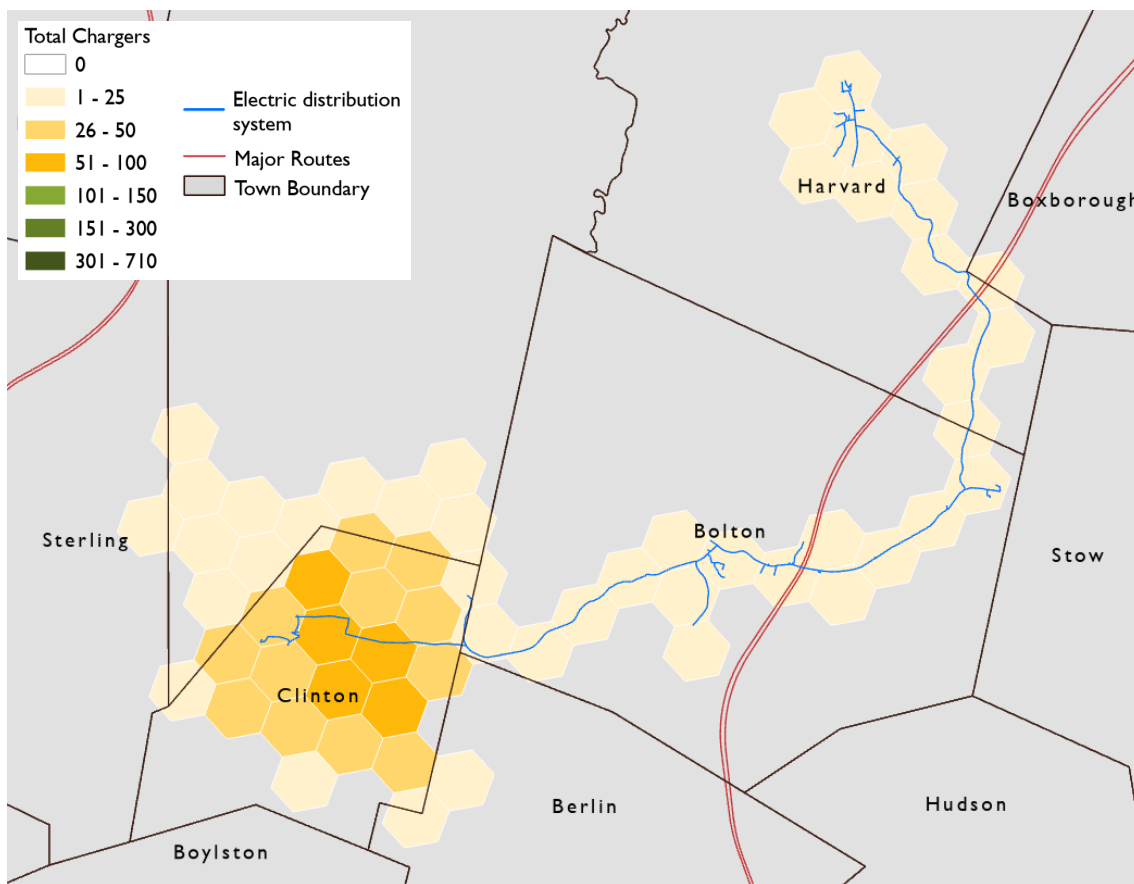 Total Chargers
0
1 - 25
26 - 50
51 - 100
101 - 150
151 - 300
301 - 710
Electric distribution
system
Major Routes
Town Boundary
Harvard
Boxborough
Sterling
Bolton
Stow
Clinton
Berlin
Hudson
Boylston